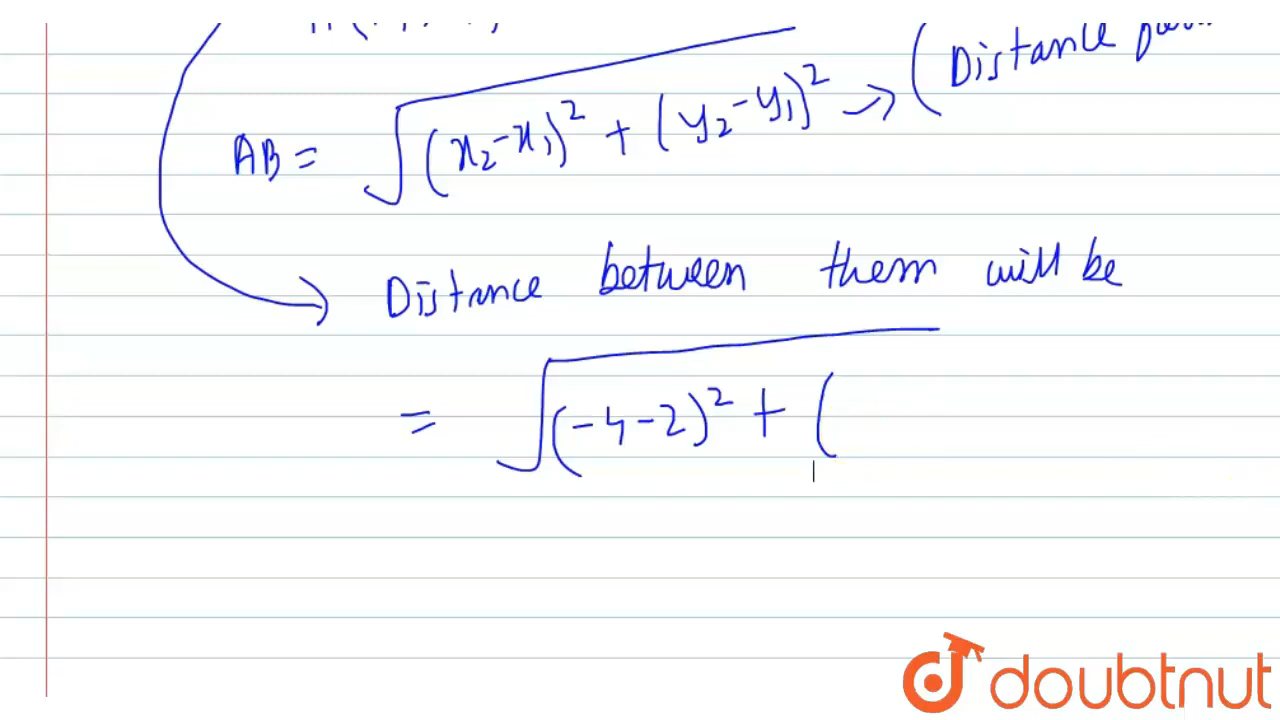 AB = √(x₂-x₁)² + (y₂-y₁)² → (Distance
Distance between them will be
= √(-4-2)² + (
doubtnut